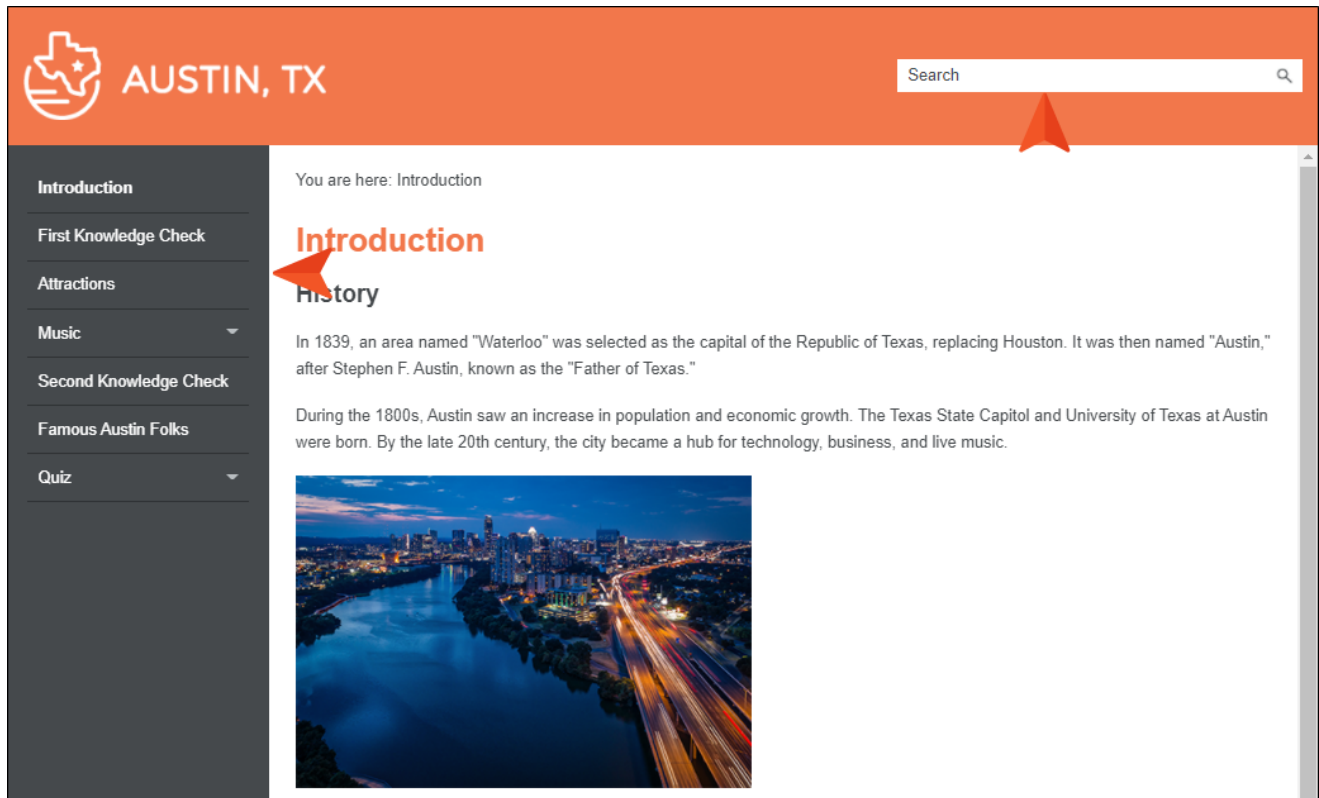 AUSTIN, TX
Search
Introduction
First Knowledge Check
Attractions
Music
Second Knowledge Check
Famous Austin Folks
Quiz
You are here: Introduction
Introduction
History
In 1839, an area named "Waterloo" was selected as the capital of the Republic of Texas, replacing Houston. It was then named "Austin,"
after Stephen F. Austin, known as the "Father of Texas."
During the 1800s, Austin saw an increase in population and economic growth. The Texas State Capitol and University of Texas at Austin
were born. By the late 20th century, the city became a hub for technology, business, and live music.